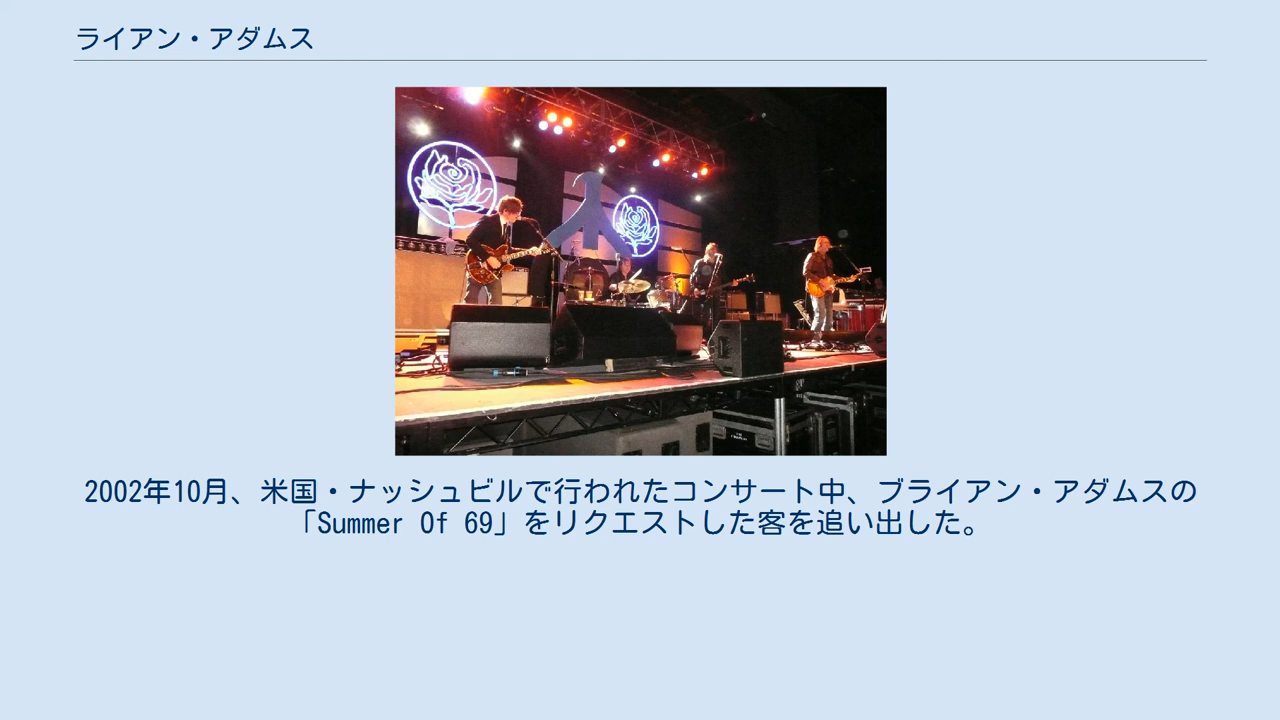 ライアン・アダムス
2002年10月、米国・ナッシュビルで行われたコンサート中、ブライアン・アダムスの
「Summer Of 69」をリクエストした客を追い出した。